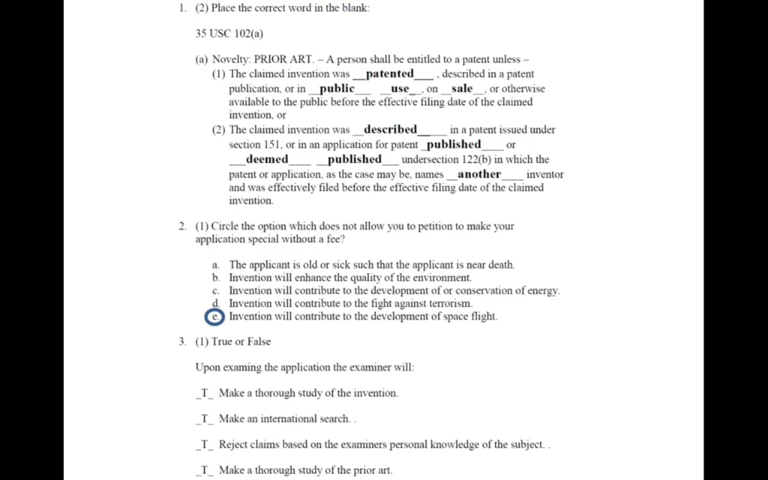 1. (2) Place the correct word in the blank:
35 USC 102(a)
(a) Novelty: PRIOR ART. – A person shall be entitled to a patent unless –
(1) The claimed invention was __patented___, described in a patent
publication, or in __public___ __use_, on __sale__, or otherwise
available to the public before the effective filing date of the claimed
invention, or
(2) The claimed invention was __described____ in a patent issued under
section 151, or in an application for patent _published____ or
___deemed____ __published___ undersection 122(b) in which the
patent or application, as the case may be, names __another____ inventor
and was effectively filed before the effective filing date of the claimed
invention.
2. (1) Circle the option which does not allow you to petition to make your
application special without a fee?
a. The applicant is old or sick such that the applicant is near death.
b. Invention will enhance the quality of the environment.
c. Invention will contribute to the development of or conservation of energy.
d. Invention will contribute to the fight against terrorism.
e. Invention will contribute to the development of space flight.
3. (1) True or False
Upon examing the application the examiner will:
_T_ Make a thorough study of the invention.
_T_ Make an international search. .
_T_ Reject claims based on the examiners personal knowledge of the subject. .
_T_ Make a thorough study of the prior art.